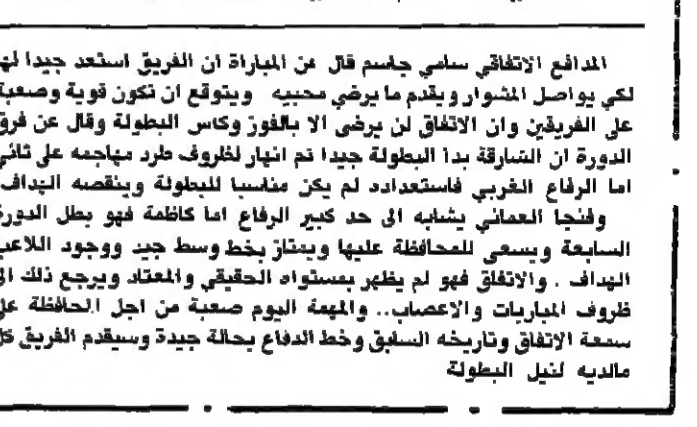 المدافع الاتفاقي سامي جاسم قال عن المباراة ان الفريق استعد جيدا لها
لكي يواصل المشوار ويقدم ما يرضي محبيه ويتوقع ان تكون قوية وصعبة
على الفريقين وان الاتفاق لن يرضى الا بالفوز وكاس البطولة وقال عن فرق
الدورة ان الشارقة بدأ البطولة جيدا ثم انهار لظروف طرد مهاجمه على ثاني
اما الرفاع الغربي فاستعداده لم يكن مناسبا للبطولة وينقصه الهداف
وفنجا العماني يشابه الى حد كبير الرفاع اما كاظمة فهو بطل الدورة
السابعة ويسعى للمحافظة عليها ويمتاز بخط وسط جيد ووجود اللاعب
الهداف . والاتفاق فهو لم يظهر بمستواه الحقيقي والمعتاد ويرجع ذلك الى
ظروف المباريات والاعصاب.. والمهمة اليوم صعبة من اجل المحافظة على
سمعة الاتفاق وتاريخه السابق وخط الدفاع بحالة جيدة وسيقدم الفريق كل
مالديه لنيل البطولة